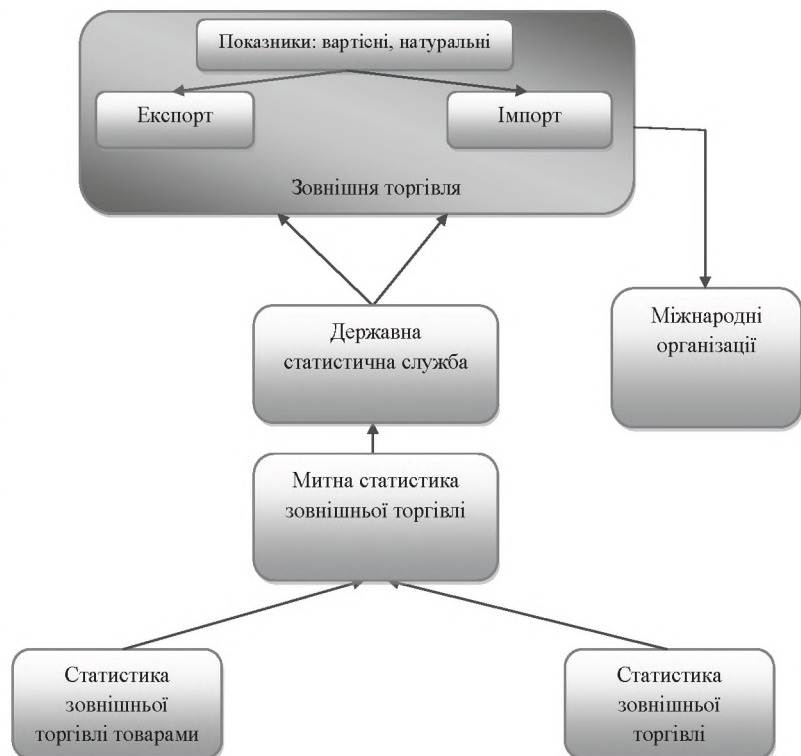 Показники: вартісні, натуральні
Експорт
Імпорт
Зовнішня торгівля
Державна
статистична служба
Міжнародні
організації
Митна статистика
зовнішньої торгівлі
Статистика
зовнішньої
торгівлі товарами
Статистика
зовнішньої
торгівлі